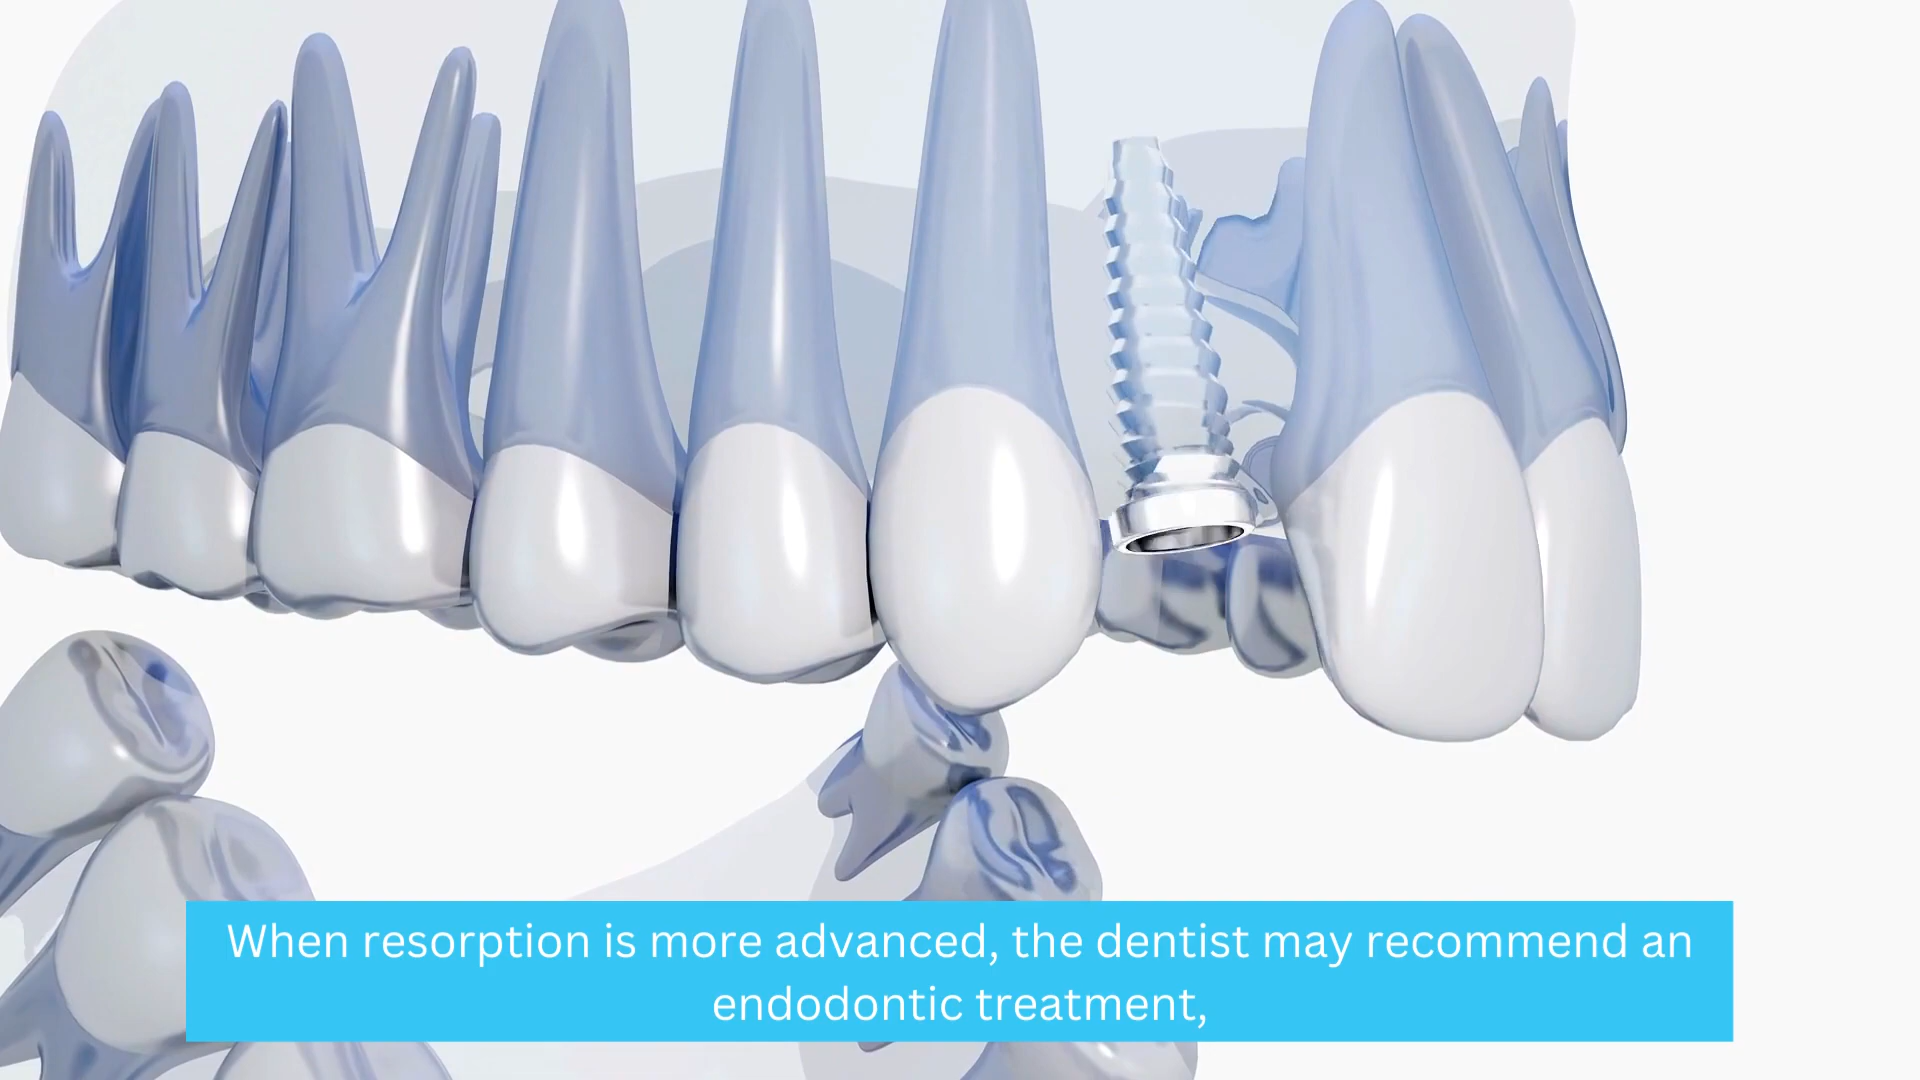 When resorption is more advanced, the dentist may recommend an
endodontic treatment,